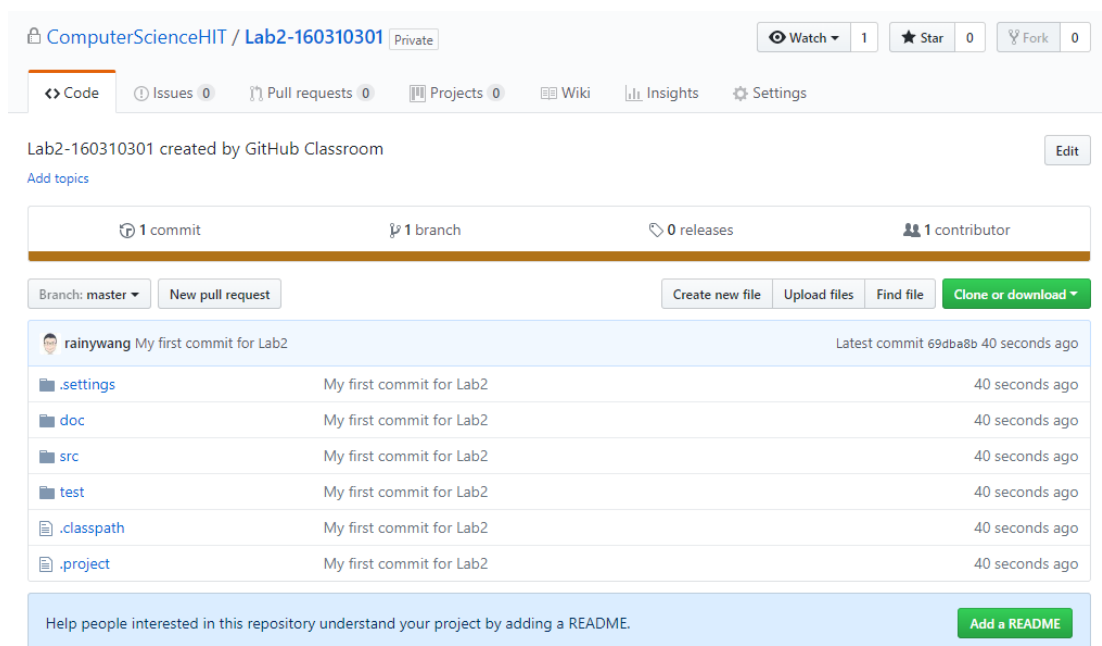 ComputerScienceHIT / Lab2-160310301 Private Watch 1 Star 0 Fork 0
Code Issues 0 Pull requests 0 Projects 0 Wiki Insights Settings
Lab2-160310301 created by GitHub Classroom Edit
Add topics
1 commit 1 branch 0 releases 1 contributor
Branch: master New pull request Create new file Upload files Find file Clone or download
rainywang My first commit for Lab2 Latest commit 69dba8b 40 seconds ago
.settings My first commit for Lab2 40 seconds ago
doc My first commit for Lab2 40 seconds ago
src My first commit for Lab2 40 seconds ago
test My first commit for Lab2 40 seconds ago
.classpath My first commit for Lab2 40 seconds ago
.project My first commit for Lab2 40 seconds ago
Help people interested in this repository understand your project by adding a README. Add a README